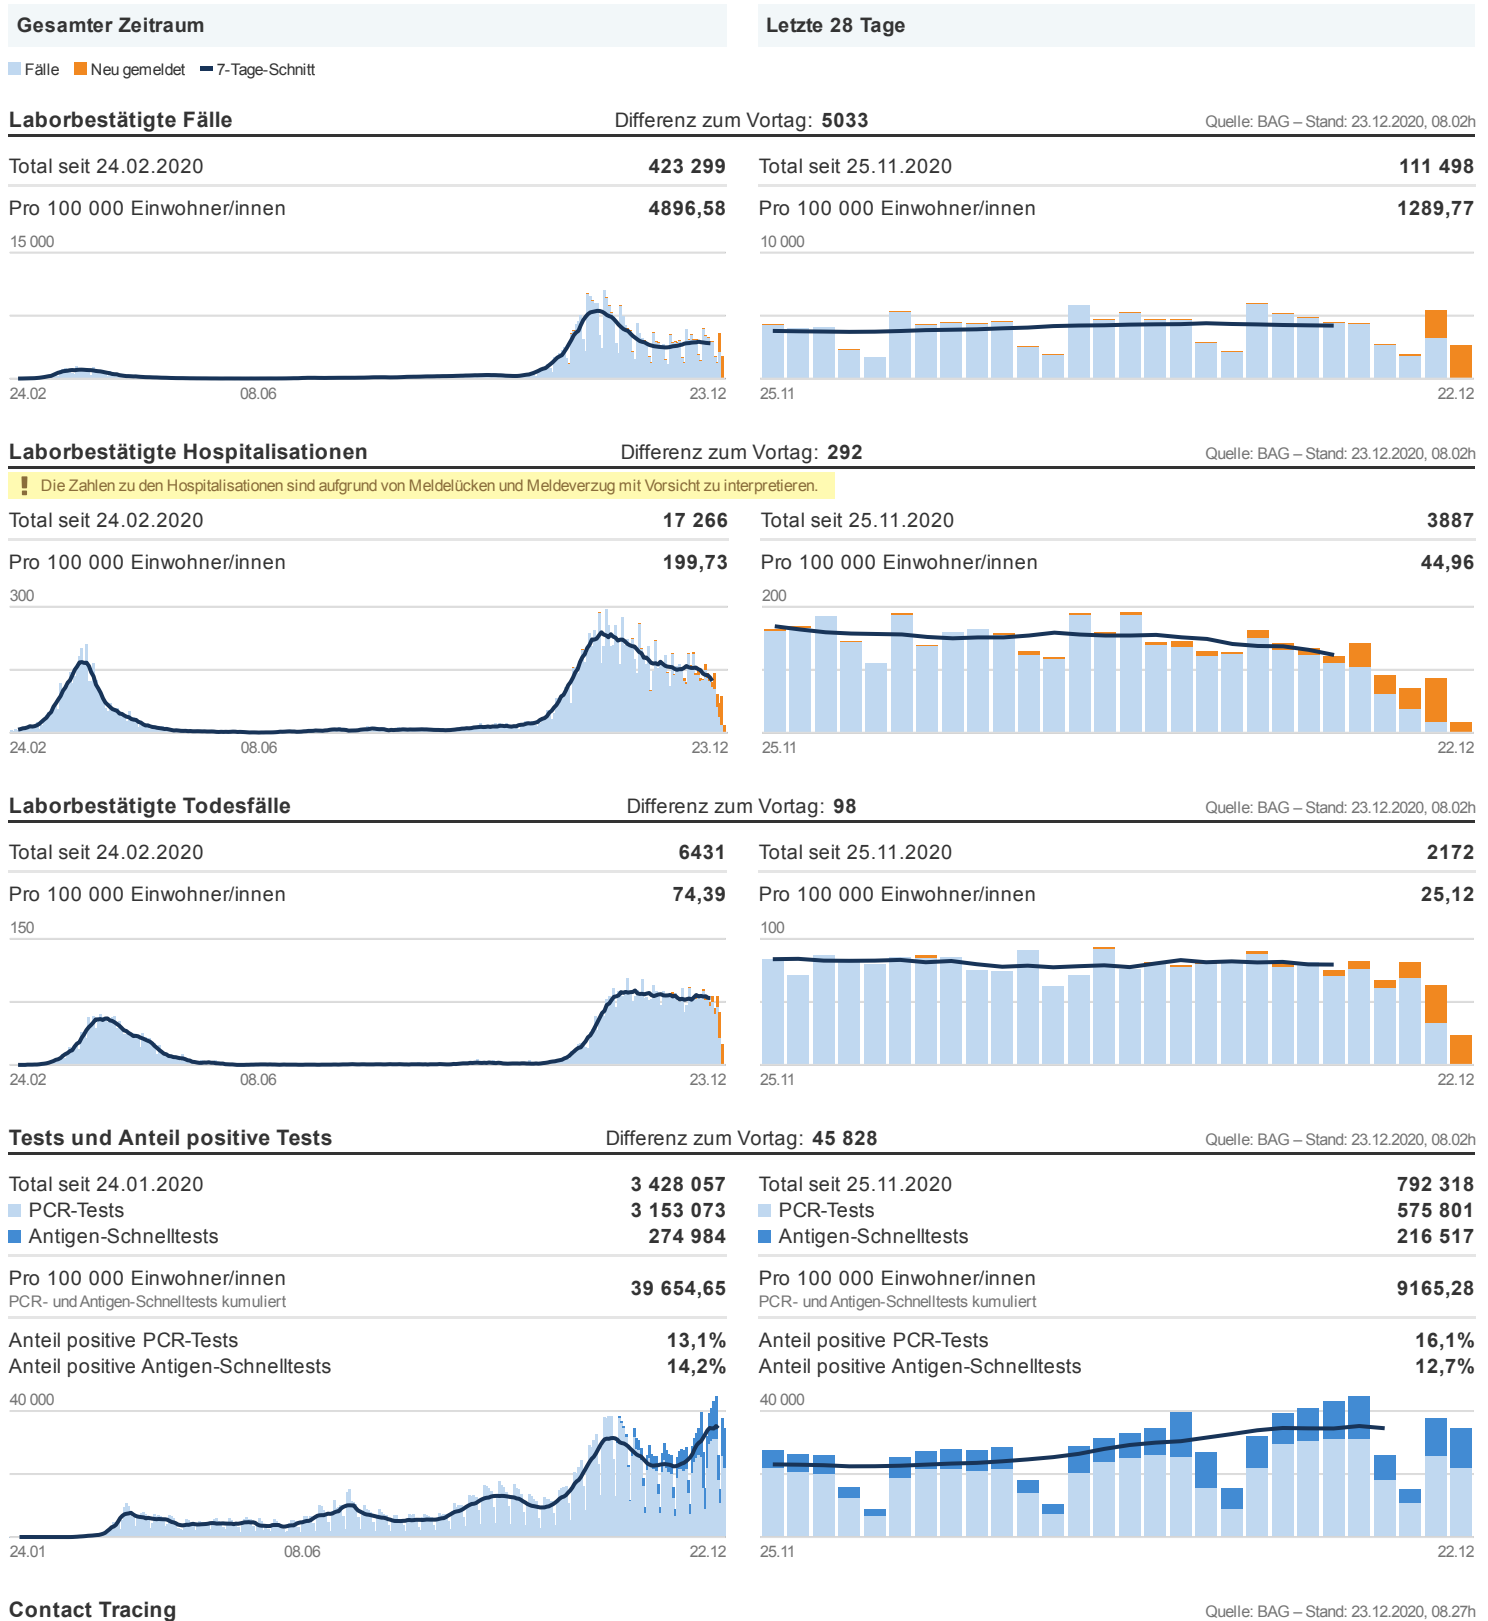 Gesamter Zeitraum
Letzte 28 Tage
Fälle Neu gemeldet 7-Tage-Schnitt
Laborbestätigte Fälle Differenz zum Vortag: 5033 Quelle: BAG – Stand: 23.12.2020, 08.02h
Total seit 24.02.2020 423 299
Pro 100 000 Einwohner/innen 4896,58
15 000
24.02 08.06 23.12
Total seit 25.11.2020 111 498
Pro 100 000 Einwohner/innen 1289,77
10 000
25.11 22.12
Laborbestätigte Hospitalisationen Differenz zum Vortag: 292 Quelle: BAG – Stand: 23.12.2020, 08.02h
! Die Zahlen zu den Hospitalisationen sind aufgrund von Meldelücken und Meldeverzug mit Vorsicht zu interpretieren.
Total seit 24.02.2020 17 266
Pro 100 000 Einwohner/innen 199,73
300
24.02 08.06 23.12
Total seit 25.11.2020 3887
Pro 100 000 Einwohner/innen 44,96
200
25.11 22.12
Laborbestätigte Todesfälle Differenz zum Vortag: 98 Quelle: BAG – Stand: 23.12.2020, 08.02h
Total seit 24.02.2020 6431
Pro 100 000 Einwohner/innen 74,39
150
24.02 08.06 23.12
Total seit 25.11.2020 2172
Pro 100 000 Einwohner/innen 25,12
100
25.11 22.12
Tests und Anteil positive Tests Differenz zum Vortag: 45 828 Quelle: BAG – Stand: 23.12.2020, 08.02h
Total seit 24.01.2020 3 428 057
PCR-Tests 3 153 073
Antigen-Schnelltests 274 984
Pro 100 000 Einwohner/innen 39 654,65
PCR- und Antigen-Schnelltests kumuliert
Anteil positive PCR-Tests 13,1%
Anteil positive Antigen-Schnelltests 14,2%
40 000
24.01 08.06 22.12
Total seit 25.11.2020 792 318
PCR-Tests 575 801
Antigen-Schnelltests 216 517
Pro 100 000 Einwohner/innen 9165,28
PCR- und Antigen-Schnelltests kumuliert
Anteil positive PCR-Tests 16,1%
Anteil positive Antigen-Schnelltests 12,7%
40 000
25.11 22.12
Contact Tracing Quelle: BAG – Stand: 23.12.2020, 08.27h